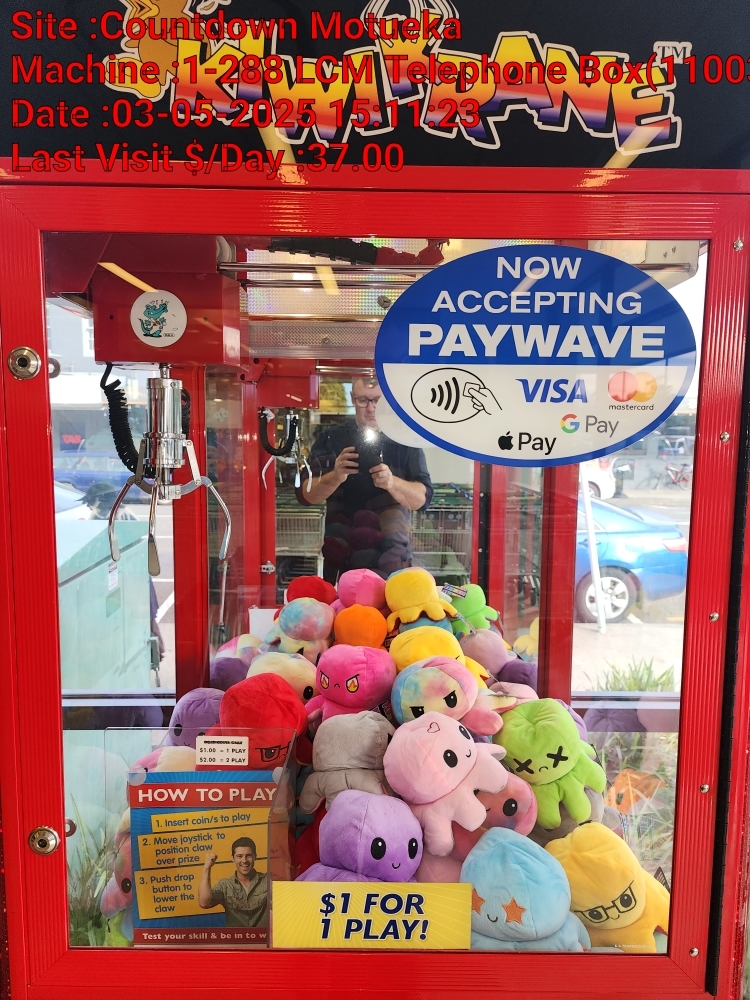 Site :Countdown Motueka
Machine :1-288 LCM Telephone Box(11003
Date :03-05-2025 15:11:23
Last Visit $/Day :37.00
KIWI KRANE™
NOW
ACCEPTING
PAYWAVE
VISA
mastercard
G Pay
Pay
$1.00 = 1 PLAY
$2.00 = 2 PLAY
HOW TO PLAY
1. Insert coin/s to play
2. Move joystick to
position claw
over prize
3. Push drop
button to
lower the
claw
Test your skill & be in to w
$1 FOR
1 PLAY!